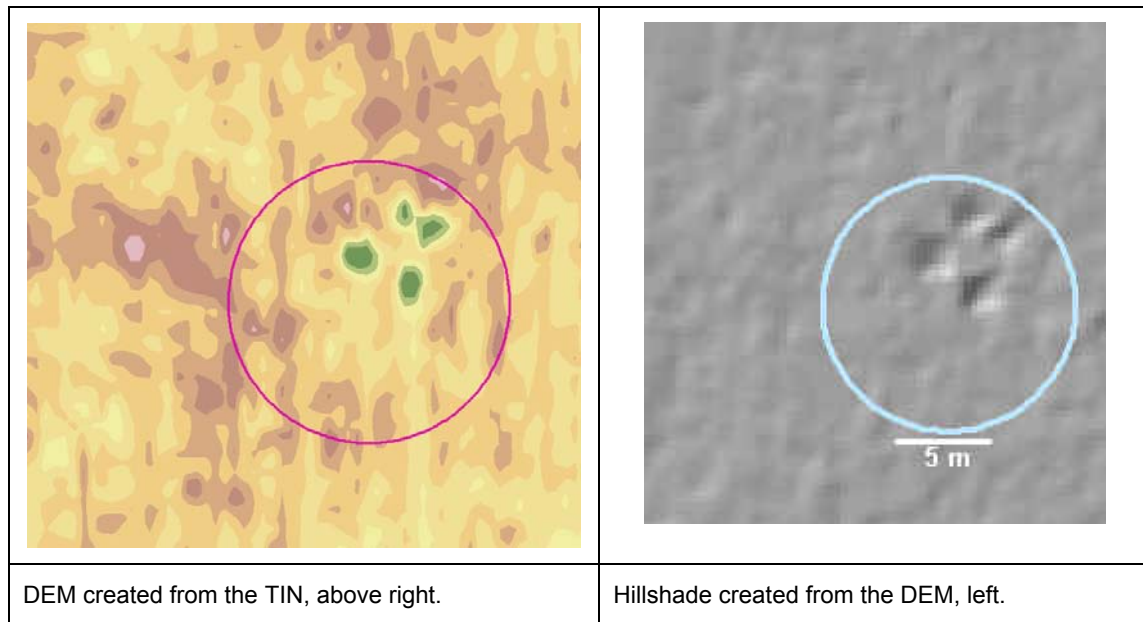 5 m
DEM created from the TIN, above right.
Hillshade created from the DEM, left.